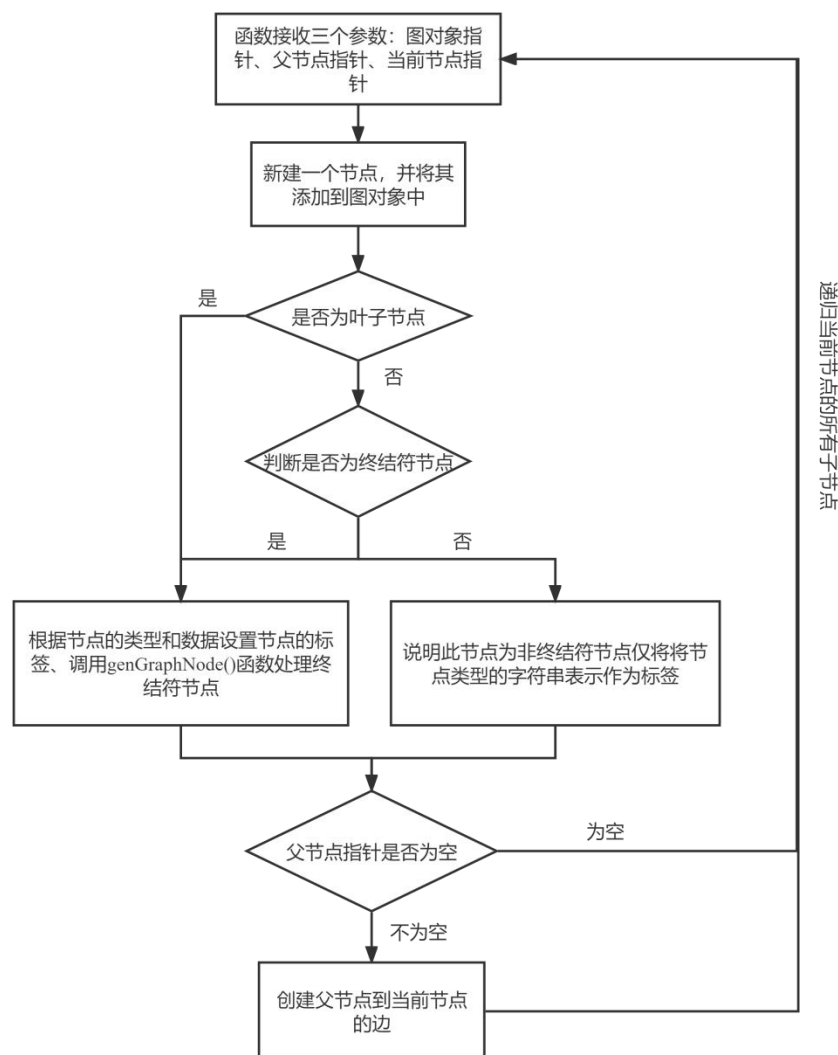 函数接收三个参数：图对象指
针、父节点指针、当前节点指
针
新建一个节点，并将其
添加到图对象中
是否为叶子节点
是
否
判断是否为终结符节点
是
否
根据节点的类型和数据设置节点的标
签、调用genGraphNode()函数处理终
结符节点
说明此节点为非终结符节点仅将将节
点类型的字符串表示作为标签
父节点指针是否为空
为空
不为空
创建父节点到当前节点
的边
递归当前节点的所有子节点